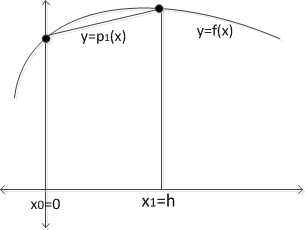 y=f(x)
y=p₁(x)
x₀=0
x₁=h